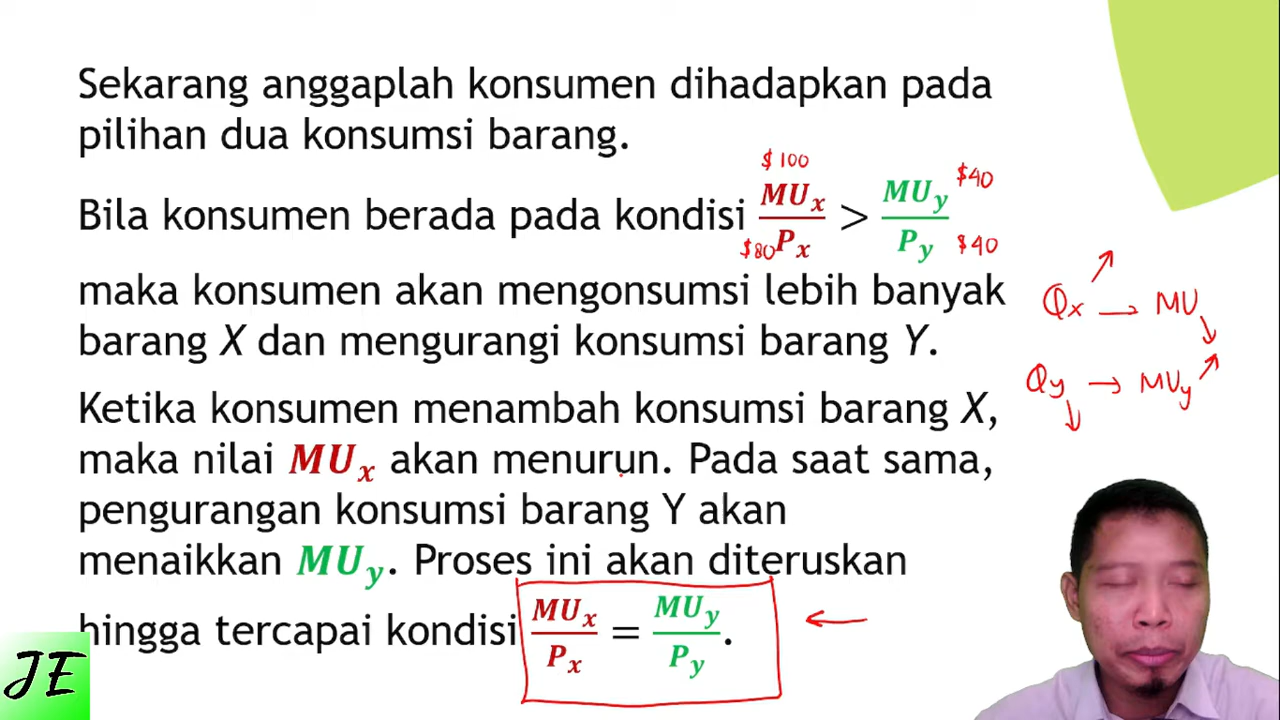 Sekarang anggaplah konsumen dihadapkan pada
pilihan dua konsumsi barang.
$100
Bila konsumen berada pada kondisi MUx/Px > MUy/Py
$40
$80
$40
maka konsumen akan mengonsumsi lebih banyak
barang X dan mengurangi konsumsi barang Y.
Qx → MU
Qy → MUy
Ketika konsumen menambah konsumsi barang X,
maka nilai MUx akan menurun. Pada saat sama,
pengurangan konsumsi barang Y akan
menaikkan MUy. Proses ini akan diteruskan
hingga tercapai kondisi MUx/Px = MUy/Py.
JE